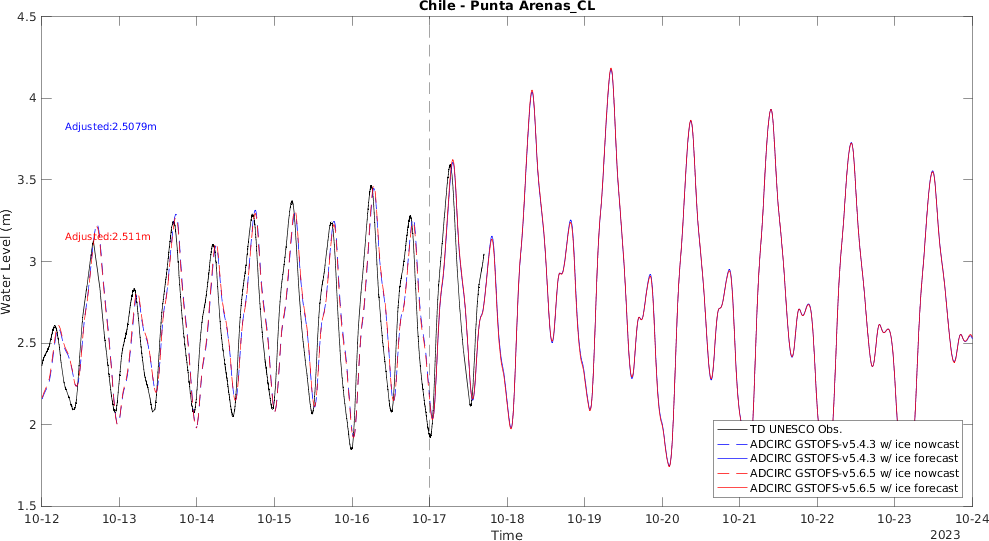 Chile - Punta Arenas_CL
4.5
4
3.5
3
2.5
2
1.5
Water Level (m)
Adjusted:2.5079m
Adjusted:2.511m
TD UNESCO Obs.
ADCIRC GSTOFS-v5.4.3 w/ ice nowcast
ADCIRC GSTOFS-v5.4.3 w/ ice forecast
ADCIRC GSTOFS-v5.6.5 w/ ice nowcast
ADCIRC GSTOFS-v5.6.5 w/ ice forecast
10-12 10-13 10-14 10-15 10-16 10-17 10-18 10-19 10-20 10-21 10-22 10-23 10-24
Time
2023